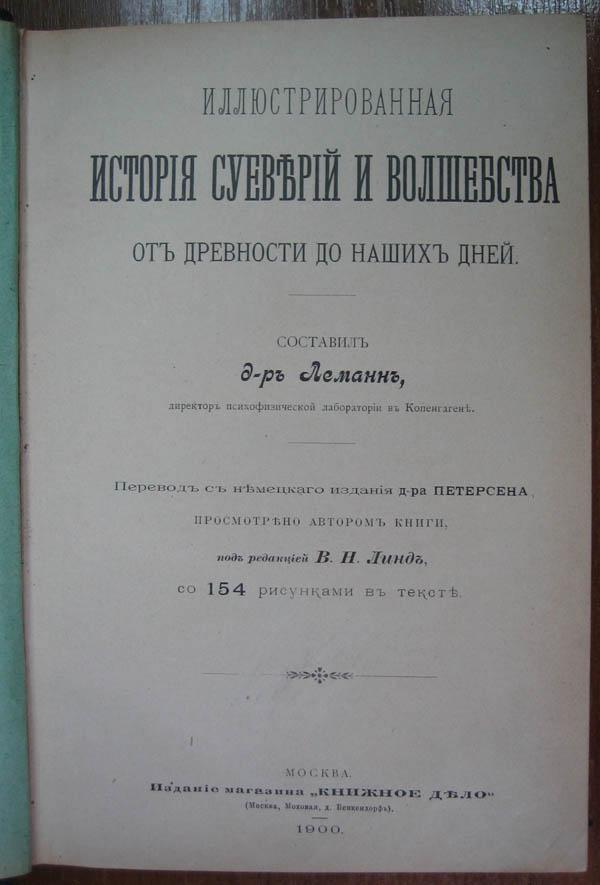 ИЛЛЮСТРИРОВАННАЯ
ИСТОРІЯ СУЕВѢРІЙ И ВОЛШЕБСТВА
ОТЪ ДРЕВНОСТИ ДО НАШИХЪ ДНЕЙ.
СОСТАВИЛЪ
д-ръ Леманнъ,
директоръ психофизической лабораторіи въ Копенгагенѣ.
Переводъ съ нѣмецкаго изданія д-ра ПЕТЕРСЕНА,
ПРОСМОТРѢНО АВТОРОМЪ КНИГИ,
подъ редакціей В. Н. Линдъ,
со 154 рисунками въ текстѣ.
МОСКВА.
Изданіе магазина „КНИЖНОЕ ДѢЛО"
(Москва, Моховая, д. Бенкендорфъ).
1900.